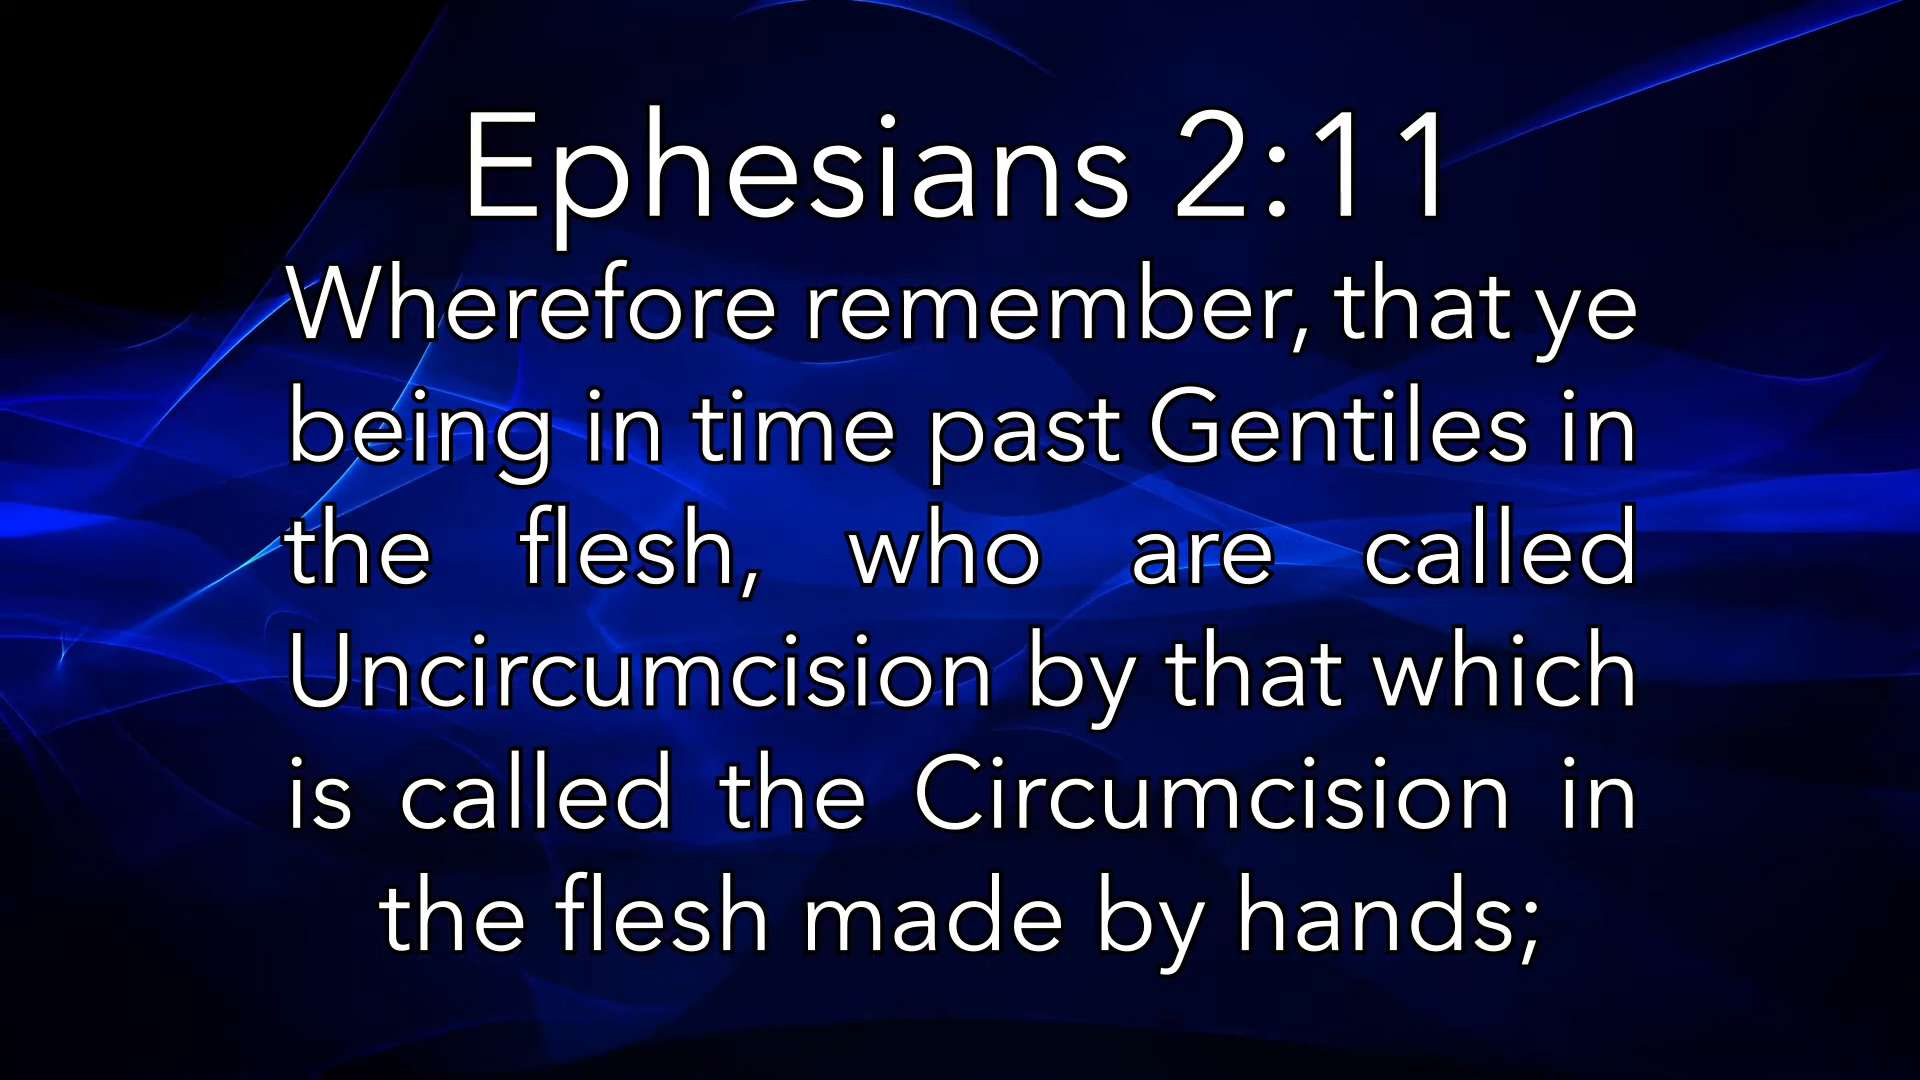 Ephesians 2:11
Wherefore remember, that ye
being in time past Gentiles in
the flesh, who are called
Uncircumcision by that which
is called the Circumcision in
the flesh made by hands;